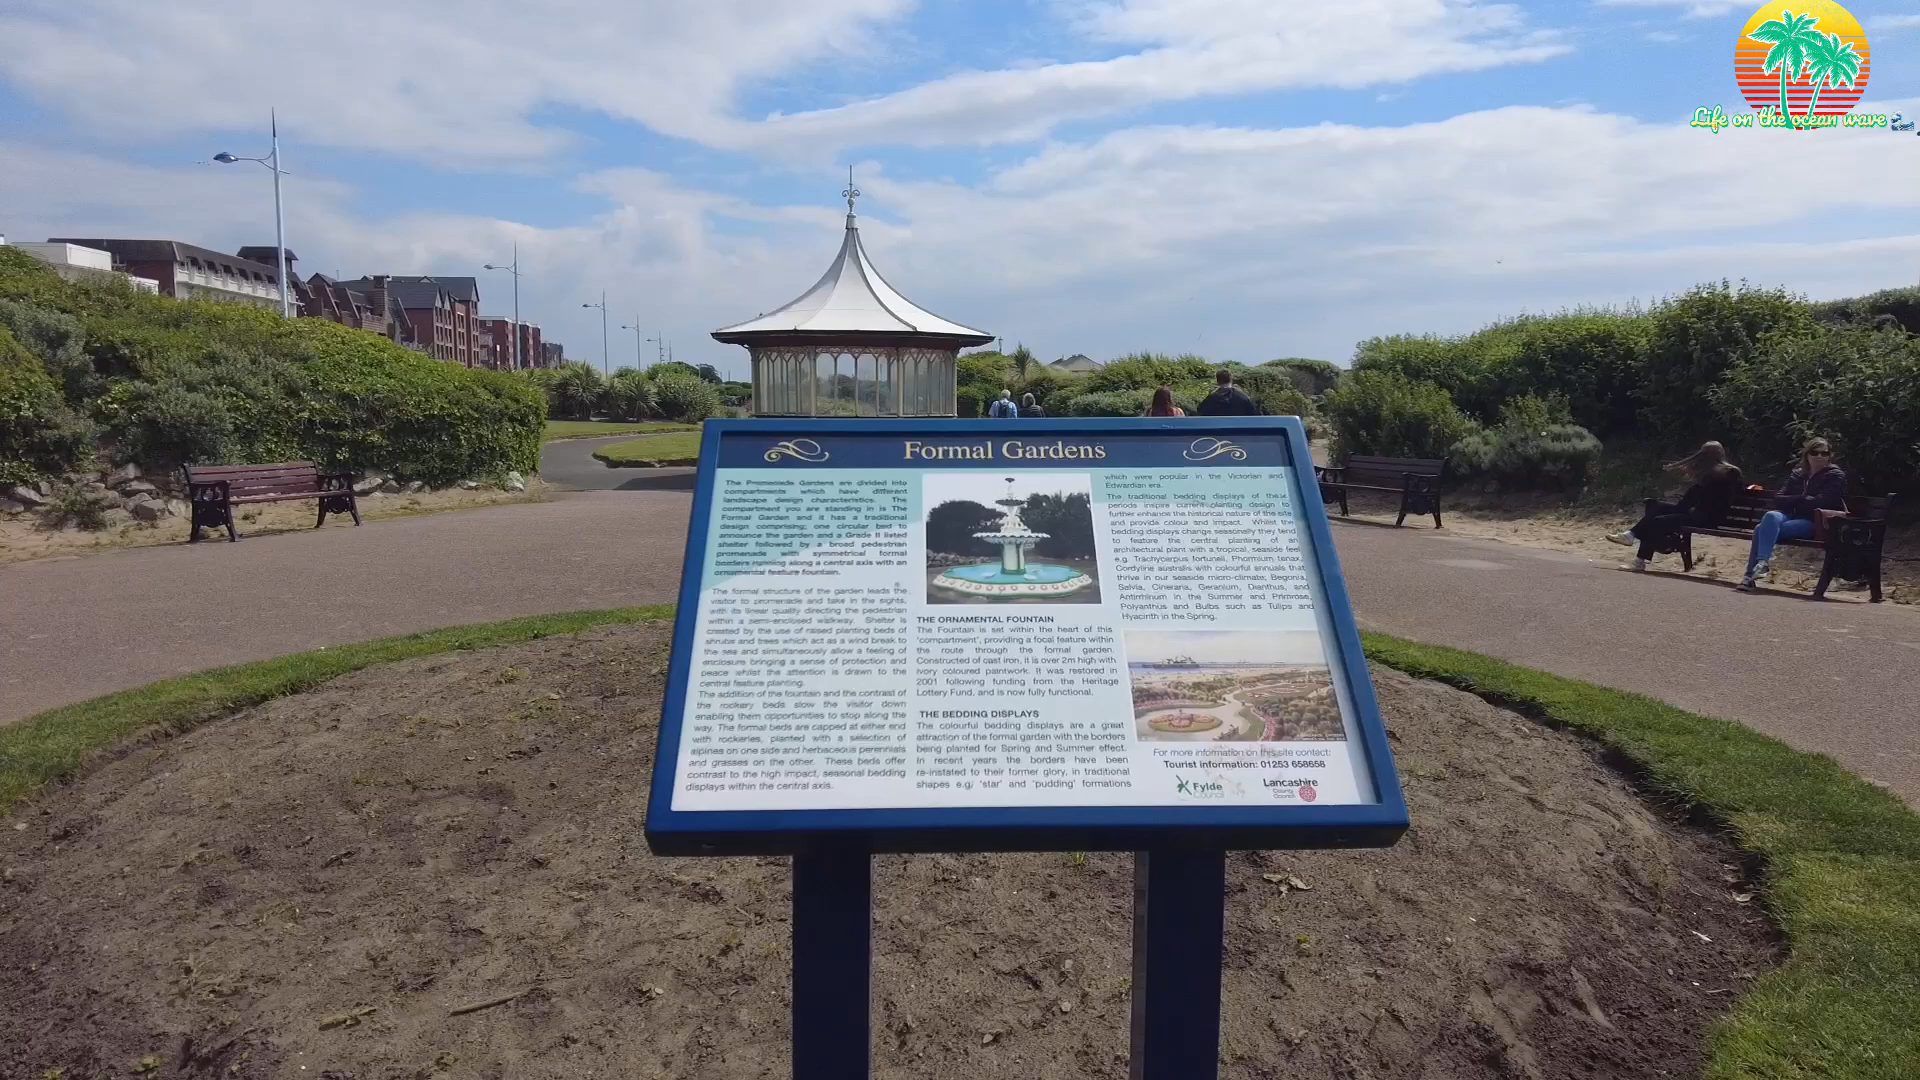 Life on the ocean wave
Formal Gardens
The Promenade Gardens are divided into
compartments which have different
landscape design characteristics. The
compartment you are standing in is The
Formal Garden and it has a traditional
design comprising; one circular bed to
announce the garden and a Grade II listed
shelter followed by a broad pedestrian
promenade with symmetrical formal
borders running along a central axis with an
ornamental feature fountain.
The formal structure of the garden leads the
visitor to promenade and take in the sights,
with its linear quality directing the pedestrian
within a semi-enclosed walkway. Shelter is
created by the use of raised planting beds of
shrubs and trees which act as a wind break to
the sea and simultaneously allow a feeling of
enclosure bringing a sense of protection and
peace whilst the attention is drawn to the
central feature planting.
The addition of the fountain and the contrast of
the rockery beds slow the visitor down
enabling them opportunities to stop along the
way. The formal beds are capped at either end
with rockeries, planted with a selection of
alpines on one side and herbaceous perennials
and grasses on the other. These beds offer
contrast to the high impact, seasonal bedding
displays within the central axis.
THE ORNAMENTAL FOUNTAIN
The Fountain is set within the heart of this
'compartment', providing a focal feature within
the route through the formal garden.
Constructed of cast iron, it is over 2m high with
ivory coloured paintwork. It was restored in
2001 following funding from the Heritage
Lottery Fund, and is now fully functional.
THE BEDDING DISPLAYS
The colourful bedding displays are a great
attraction of the formal garden with the borders
being planted for Spring and Summer effect.
In recent years the borders have been
re-instated to their former glory, in traditional
shapes e.g. 'star' and 'pudding' formations
which were popular in the Victorian and
Edwardian era.
The traditional bedding displays of these
periods inspire current planting design to
further enhance the historical nature of the site
and provide colour and impact. Whilst the
bedding displays change seasonally they tend
to feature the central planting of an
architectural plant with a tropical, seaside feel
e.g. Trachycerpus fortuneii, Phormium tenax,
Cordyline australis with colourful annuals that
thrive in our seaside micro-climate; Begonia,
Salvia, Cineraria, Geranium, Dianthus, and
Antirrhinum in the Summer and Primrose,
Polyanthus and Bulbs such as Tulips and
Hyacinth in the Spring.
For more information on this site contact:
Tourist information: 01253 658658
Fylde
Council
Lancashire
County
Council